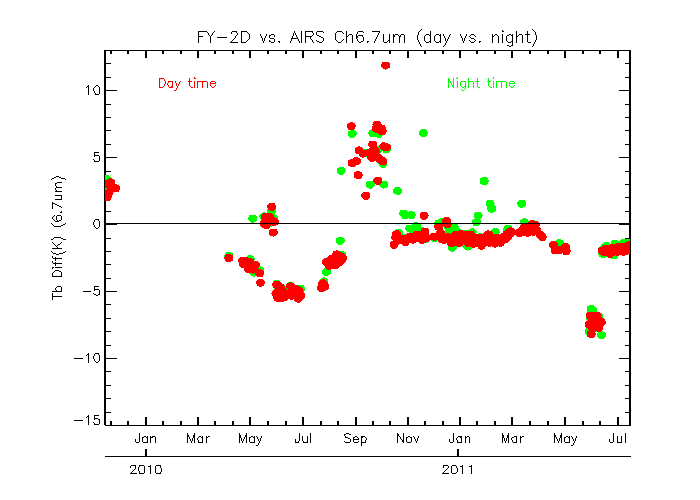 FY-2D vs. AIRS Ch6.7um (day vs. night)
Day time
Night time
Tb Diff(K) (6.7um)
10
5
0
-5
-10
-15
Jan Mar May Jul Sep Nov Jan Mar May Jul
2010 2011